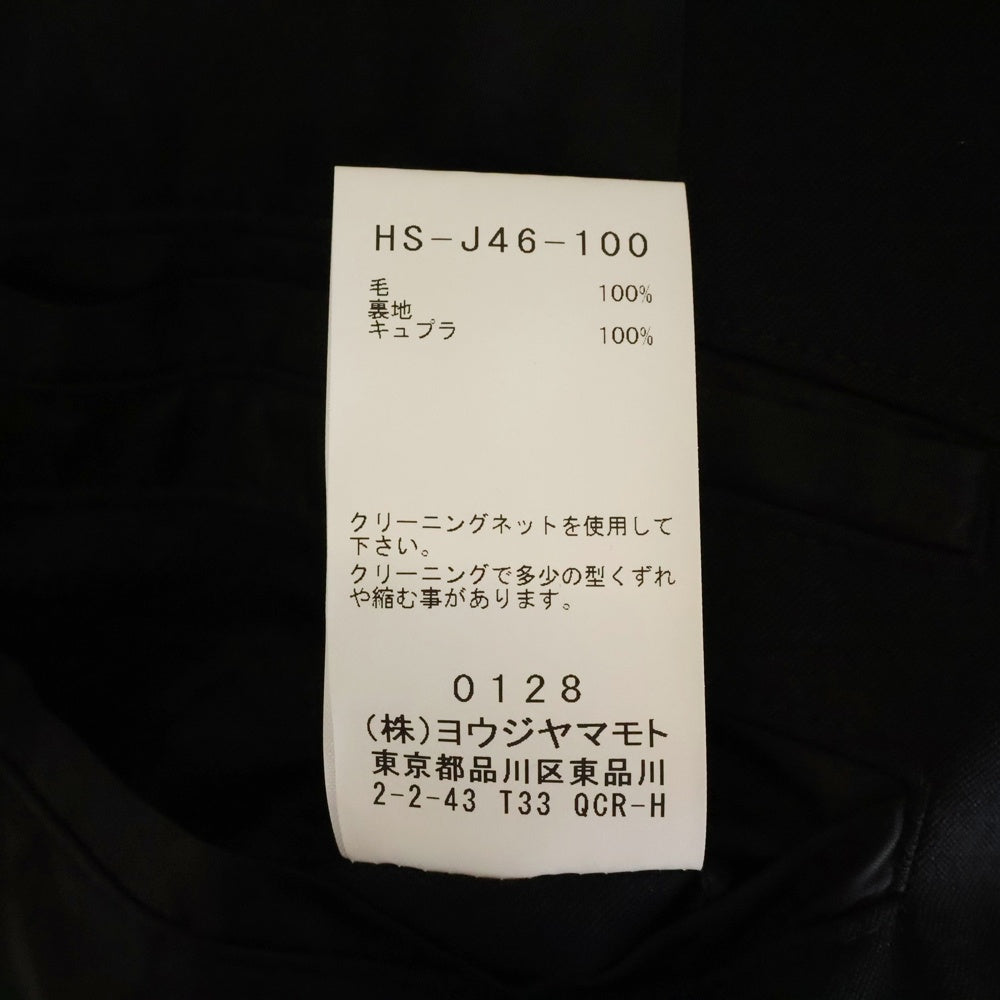 HS-J46-100
毛 100%
裏地
キュプラ 100%
クリーニングネットを使用して
下さい。
クリーニングで多少の型くずれ
や縮む事があります。
0128
(株)ヨウジヤマモト
東京都品川区東品川
2-2-43 T33 QCR-H